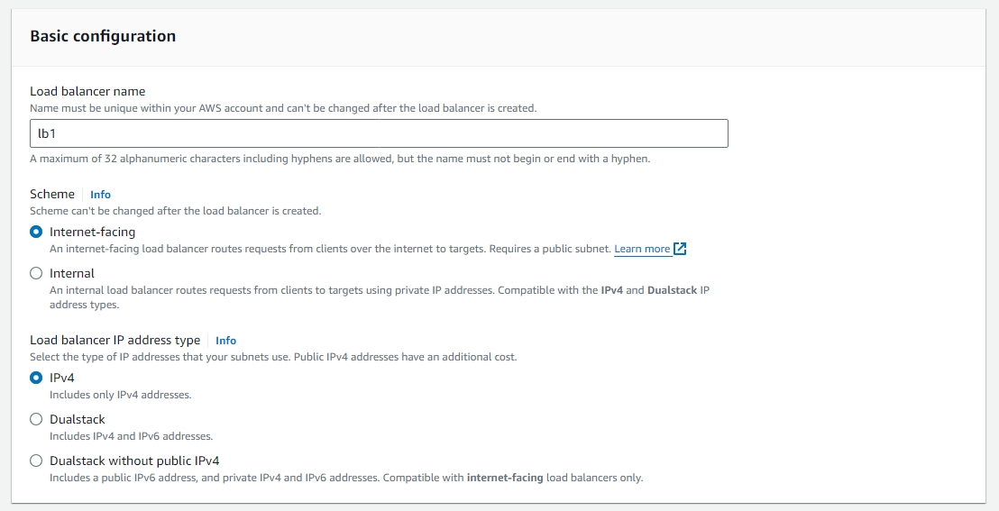 Basic configuration
Load balancer name
Name must be unique within your AWS account and can't be changed after the load balancer is created.
lb1
A maximum of 32 alphanumeric characters including hyphens are allowed, but the name must not begin or end with a hyphen.
Scheme Info
Scheme can't be changed after the load balancer is created.
Internet-facing
An internet-facing load balancer routes requests from clients over the internet to targets. Requires a public subnet. Learn more
Internal
An internal load balancer routes requests from clients to targets using private IP addresses. Compatible with the IPv4 and Dualstack IP
address types.
Load balancer IP address type Info
Select the type of IP addresses that your subnets use. Public IPv4 addresses have an additional cost.
IPv4
Includes only IPv4 addresses.
Dualstack
Includes IPv4 and IPv6 addresses.
Dualstack without public IPv4
Includes a public IPv6 address, and private IPv4 and IPv6 addresses. Compatible with internet-facing load balancers only.